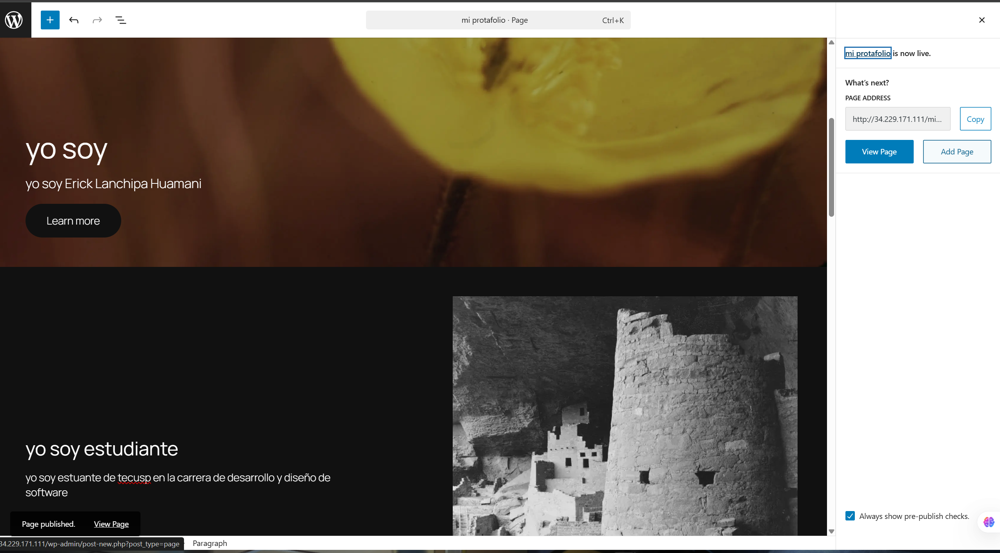 mi protafolio · Page
Ctrl+K
yo soy
yo soy Erick Lanchipa Huamani
Learn more
yo soy estudiante
yo soy estuante de tecusp en la carrera de desarrollo y diseño de
software
Page published.
View Page
34.229.171.111/wp-admin/post-new.php?post_type=page
Paragraph
mi protafolio is now live.
What's next?
PAGE ADDRESS
http://34.229.171.111/mi...
Copy
View Page
Add Page
Always show pre-publish checks.